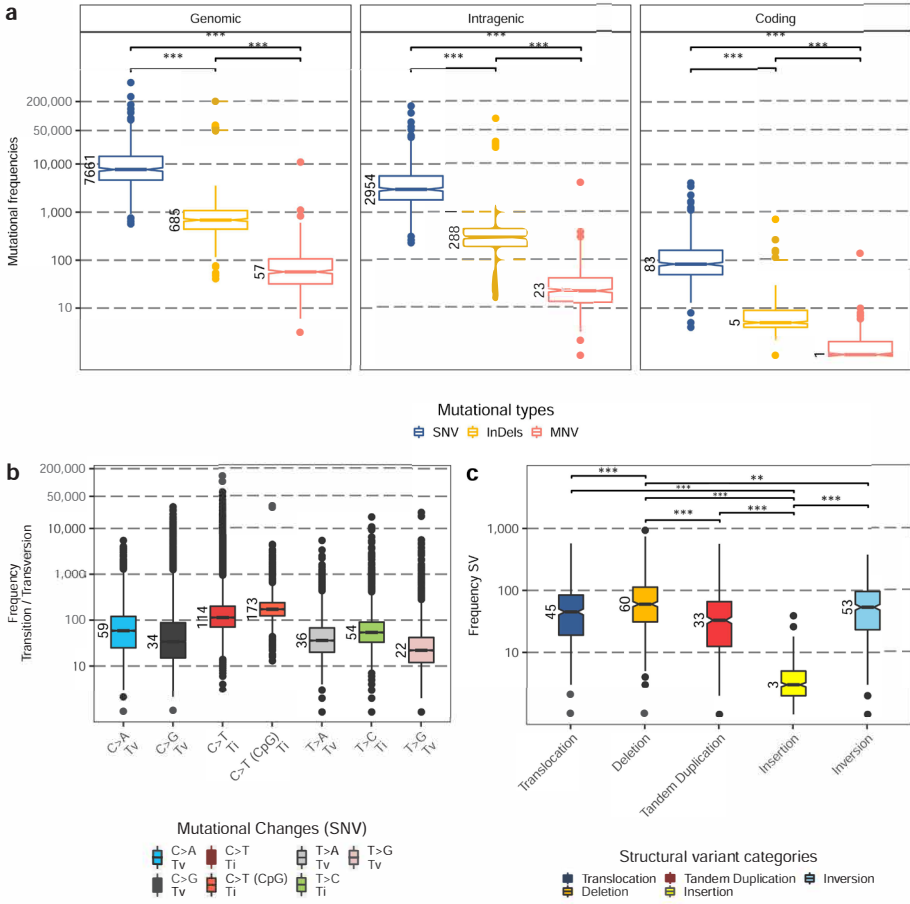 a
Genomic
Intragenic
Coding
***
***
***
***
***
***
***
***
***
Mutational frequencies
200,000
50,000
10,000
1,000
100
10
7661
685
57
2954
288
23
83
5
1
Mutational types
SNV
InDels
MNV
b
Frequency
Transition / Transversion
200,000
50,000
10,000
1,000
100
10
59
34
114
173
36
54
22
C>A
Tv
C>G
Tv
C>T
Ti
C>T (CpG)
Ti
T>A
Tv
T>C
Ti
T>G
Tv
Mutational Changes (SNV)
C>A
Tv
C>T
Ti
T>A
Tv
T>G
Tv
C>G
Tv
C>T (CpG)
Ti
T>C
Ti
c
***
**
***
***
***
***
***
Frequency SV
1,000
100
10
45
60
33
3
53
Translocation
Deletion
Tandem Duplication
Insertion
Inversion
Structural variant categories
Translocation
Tandem Duplication
Inversion
Deletion
Insertion